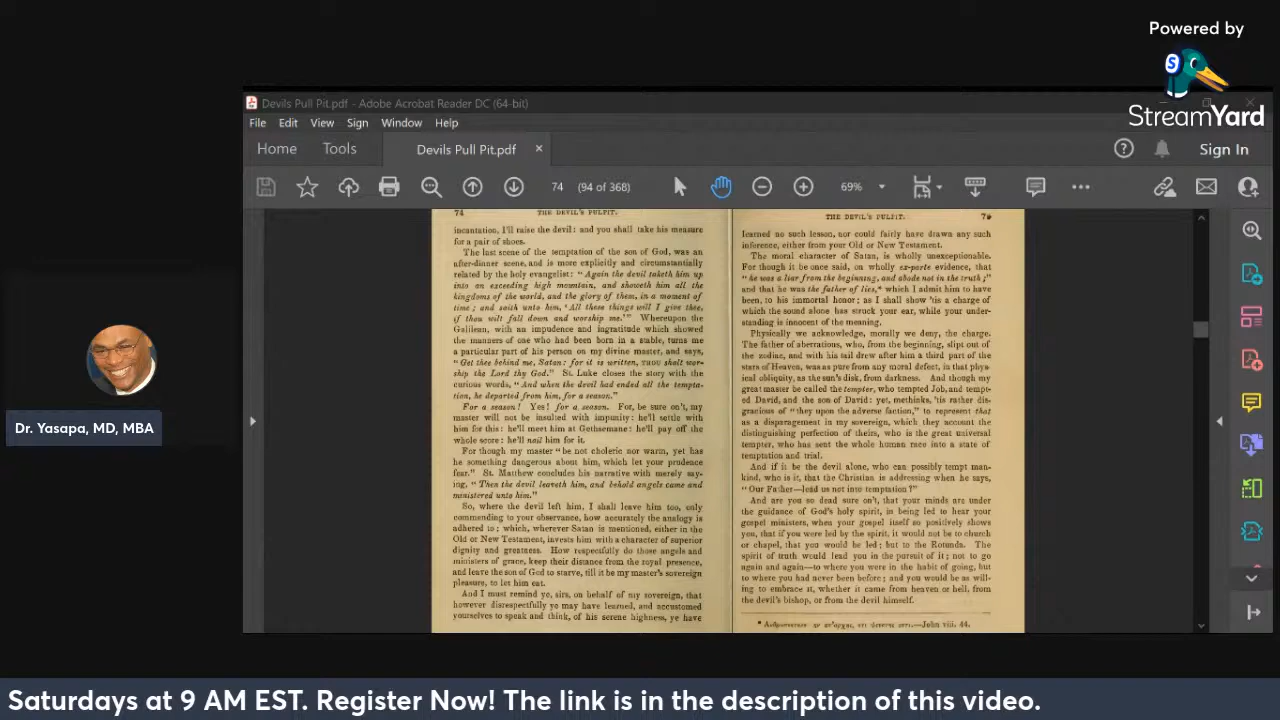 Powered by
StreamYard
Devils Pull Pit.pdf - Adobe Acrobat Reader DC (64-bit)
File Edit View Sign Window Help
Home Tools Devils Pull Pit.pdf × Sign In
74 (94 of 368) 69%
74 THE DEVIL'S PULPIT.
incantation, I'll raise the devil: and you shall take his measure
for a pair of shoes.
The last scene of the temptation of the son of God, was an
after-dinner scene, and is more explicitly and circumstantially
related by the holy evangelist: "Again the devil taketh him up
into an exceeding high mountain, and showeth him all the
kingdoms of the world, and the glory of them, in a moment of
time; and saith unto him, 'All these things will I give thee,
if thou wilt fall down and worship me.'" Whereupon the
Galilean, with an impudence and ingratitude which showed
the manners of one who had been born in a stable, turns me
a particular part of his person on my divine master, and says,
"Get thee behind me, Satan: for it is written, THOU shalt wor-
ship the Lord thy God." St. Luke closes the story with the
curious words, "And when the devil had ended all the tempta-
tion, he departed from him, for a season."
For a season! Yes! for a season. For, be sure on't, my
master will not be insulted with impunity: he'll settle with
him for this: he'll meet him at Gethsemane: he'll pay off the
whole score: he'll nail him for it.
For though my master "be not choleric nor warm, yet has
he something dangerous about him, which let your prudence
fear." St. Matthew concludes his narrative with merely say-
ing, "Then the devil leaveth him, and behold angels came and
ministered unto him."
So, where the devil left him, I shall leave him too, only
commending to your observance, how accurately the analogy is
adhered to; which, wherever Satan is mentioned, either in the
Old or New Testament, invests him with a character of superior
dignity and greatness. How respectfully do those angels and
ministers of grace, keep their distance from the royal presence,
and leave the son of God to starve, till it be my master's sovereign
pleasure, to let him eat.
And I must remind ye, sirs, on behalf of my sovereign, that
however disrespectfully ye may have learned, and accustomed
yourselves to speak and think, of his serene highness, ye have
THE DEVIL'S PULPIT. 75
learned no such lesson, nor could fairly have drawn any such
inference, either from your Old or New Testament.
The moral character of Satan, is wholly unexceptionable.
For though it be once said, on wholly ex-parte evidence, that
"he was a liar from the beginning, and abode not in the truth;"
and that he was the father of lies,* which I admit him to have
been, to his immortal honor; as I shall show 'tis a charge of
which the sound alone has struck your ear, while your under-
standing is innocent of the meaning.
Physically we acknowledge, morally we deny, the charge.
The father of aberrations, who, from the beginning, slipt out of
the zodiac, and with his tail drew after him a third part of the
stars of Heaven, was as pure from any moral defect, in that phys-
ical obliquity, as the sun's disk, from darkness. And though my
great master be called the tempter, who tempted Job, and tempt-
ed David, and the son of David: yet, methinks, 'tis rather dis-
gracious of "they upon the adverse faction," to represent that
as a disparagement in my sovereign, which they account the
distinguishing perfection of theirs, who is the great universal
tempter, who has sent the whole human race into a state of
temptation and trial.
And if it be the devil alone, who can possibly tempt man-
kind, who is it, that the Christian is addressing when he says,
"Our Father—lead us not into temptation?"
And are you so dead sure on't, that your minds are under
the guidance of God's holy spirit, in being led to hear your
gospel ministers, when your gospel itself so positively shows
you, that if you were led by the spirit, it would not be to church
or chapel, that you would be led; but to the Rotunda. The
spirit of truth would lead you in the pursuit of it; not to go
again and again—to where you were in the habit of going, but
to where you had never been before; and you would be as will-
ing to embrace it, whether it came from heaven or hell, from
the devil's bishop, or from the devil himself.
—John viii. 44.
Dr. Yasapa, MD, MBA
Saturdays at 9 AM EST. Register Now! The link is in the description of this video.